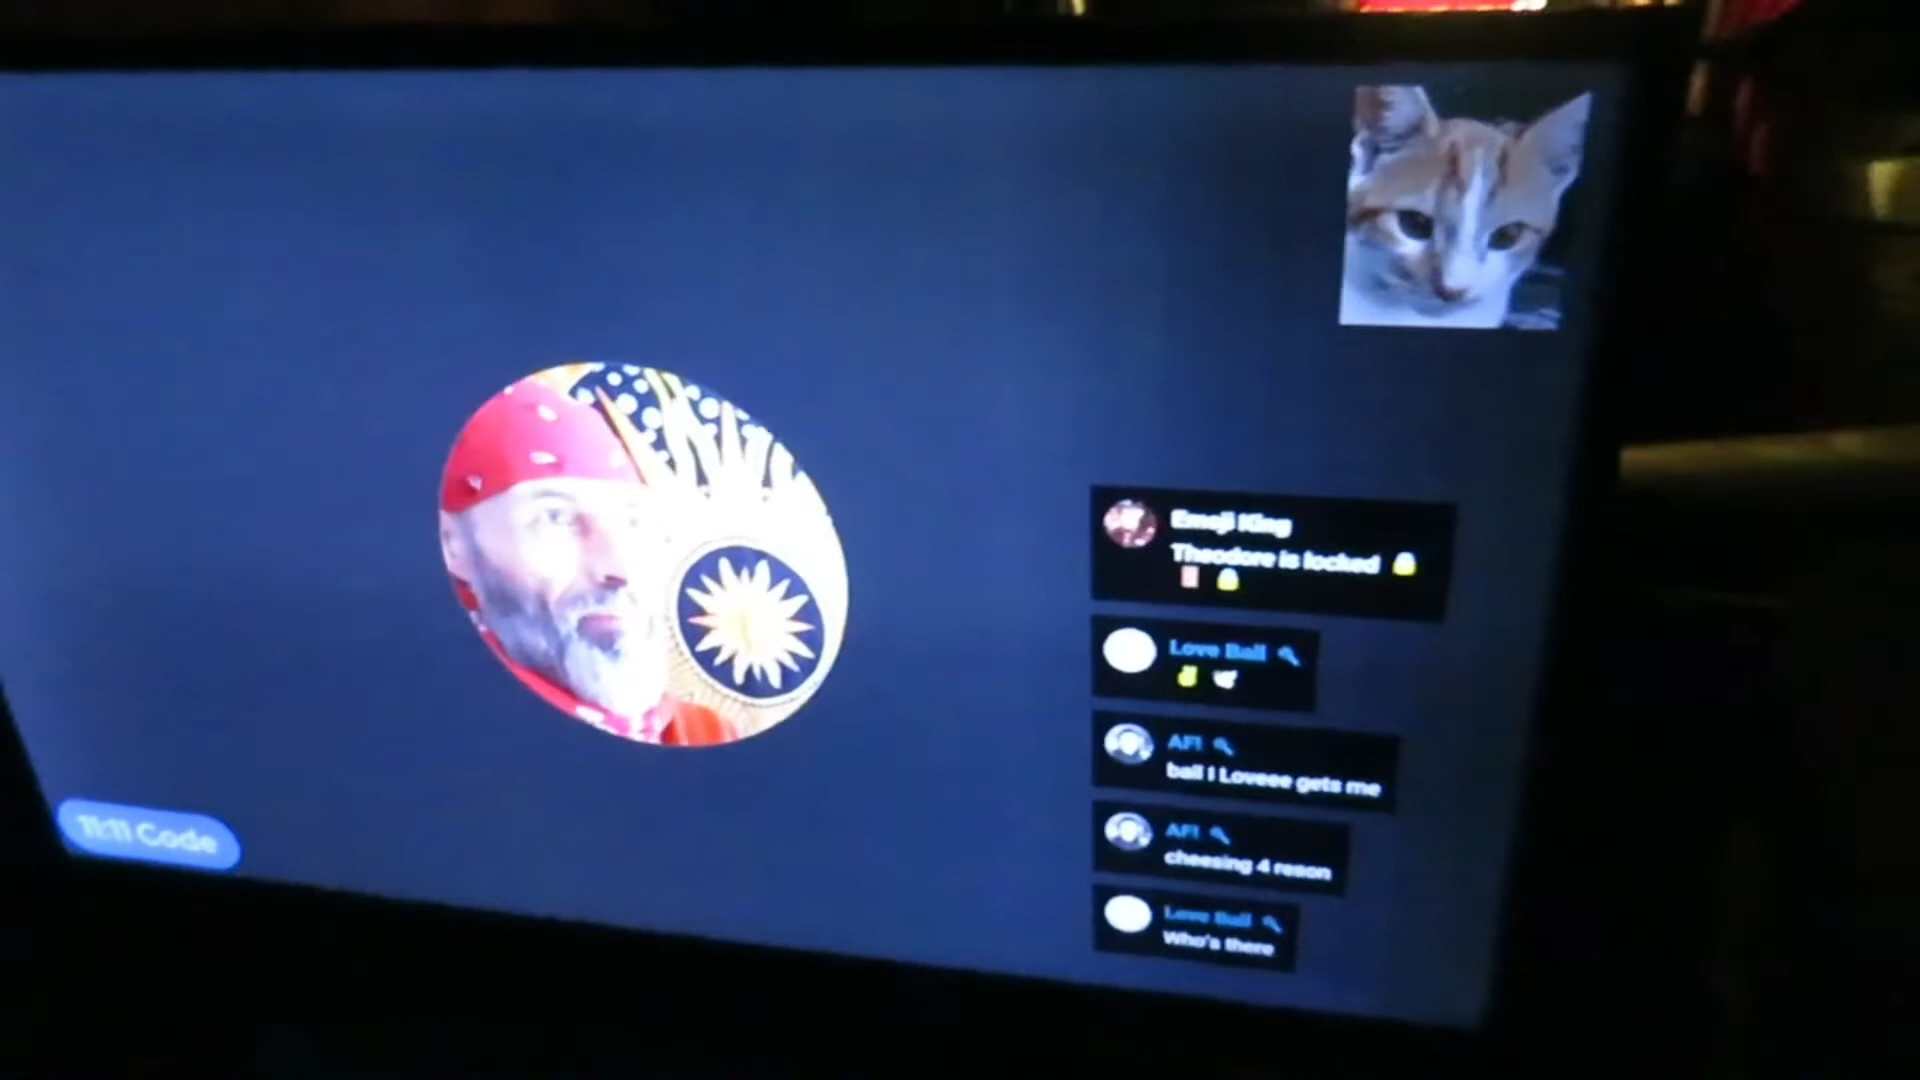 Emoji King
Theodore is locked 🔒
🚪 🔒
Love Ball
AFI
ball I Loveee gets me
AFI
cheesing 4 reson
Love Ball
Who's there
11:11 Code